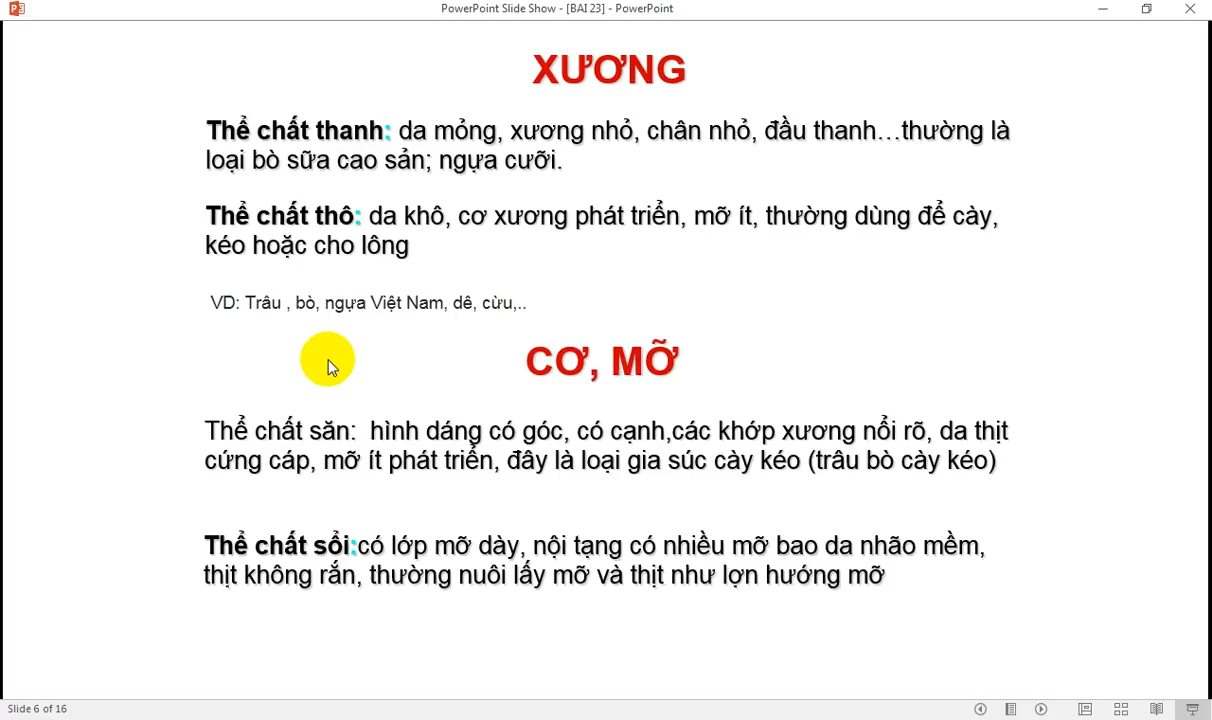 PowerPoint Slide Show - [BAI 23] - PowerPoint
XƯƠNG
Thể chất thanh: da mỏng, xương nhỏ, chân nhỏ, đầu thanh…thường là
loại bò sữa cao sản; ngựa cưỡi.
Thể chất thô: da khô, cơ xương phát triển, mỡ ít, thường dùng để cày,
kéo hoặc cho lông
VD: Trâu , bò, ngựa Việt Nam, dê, cừu,..
CƠ, MỠ
Thể chất săn:  hình dáng có góc, có cạnh,các khớp xương nổi rõ, da thịt
cứng cáp, mỡ ít phát triển, đây là loại gia súc cày kéo (trâu bò cày kéo)
Thể chất sổi:có lớp mỡ dày, nội tạng có nhiều mỡ bao da nhão mềm,
thịt không rắn, thường nuôi lấy mỡ và thịt như lợn hướng mỡ
Slide 6 of 16